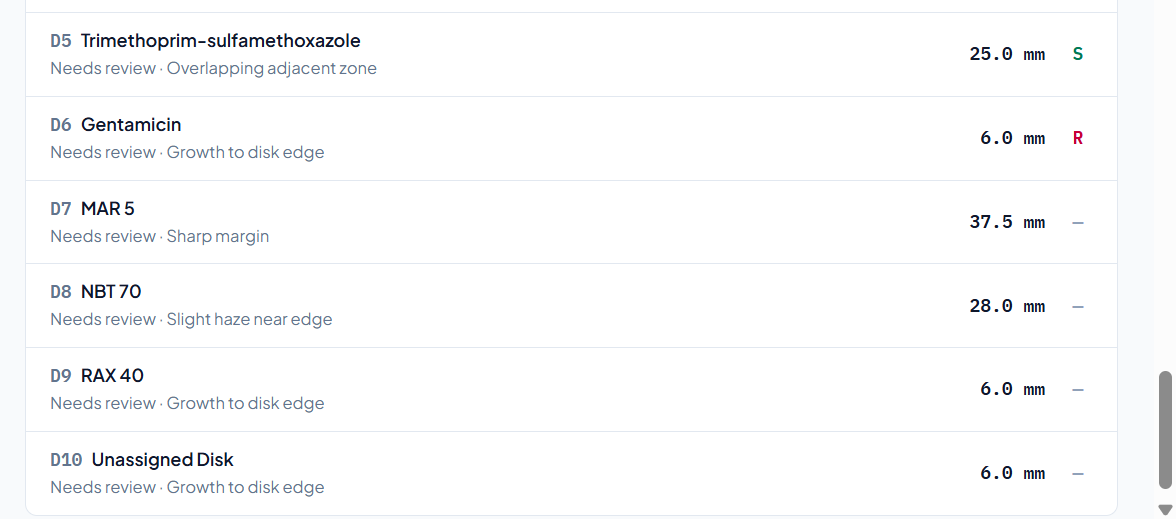 D5 Trimethoprim-sulfamethoxazole
Needs review · Overlapping adjacent zone
25.0 mm S
D6 Gentamicin
Needs review · Growth to disk edge
6.0 mm R
D7 MAR 5
Needs review · Sharp margin
37.5 mm —
D8 NBT 70
Needs review · Slight haze near edge
28.0 mm —
D9 RAX 40
Needs review · Growth to disk edge
6.0 mm —
D10 Unassigned Disk
Needs review · Growth to disk edge
6.0 mm —